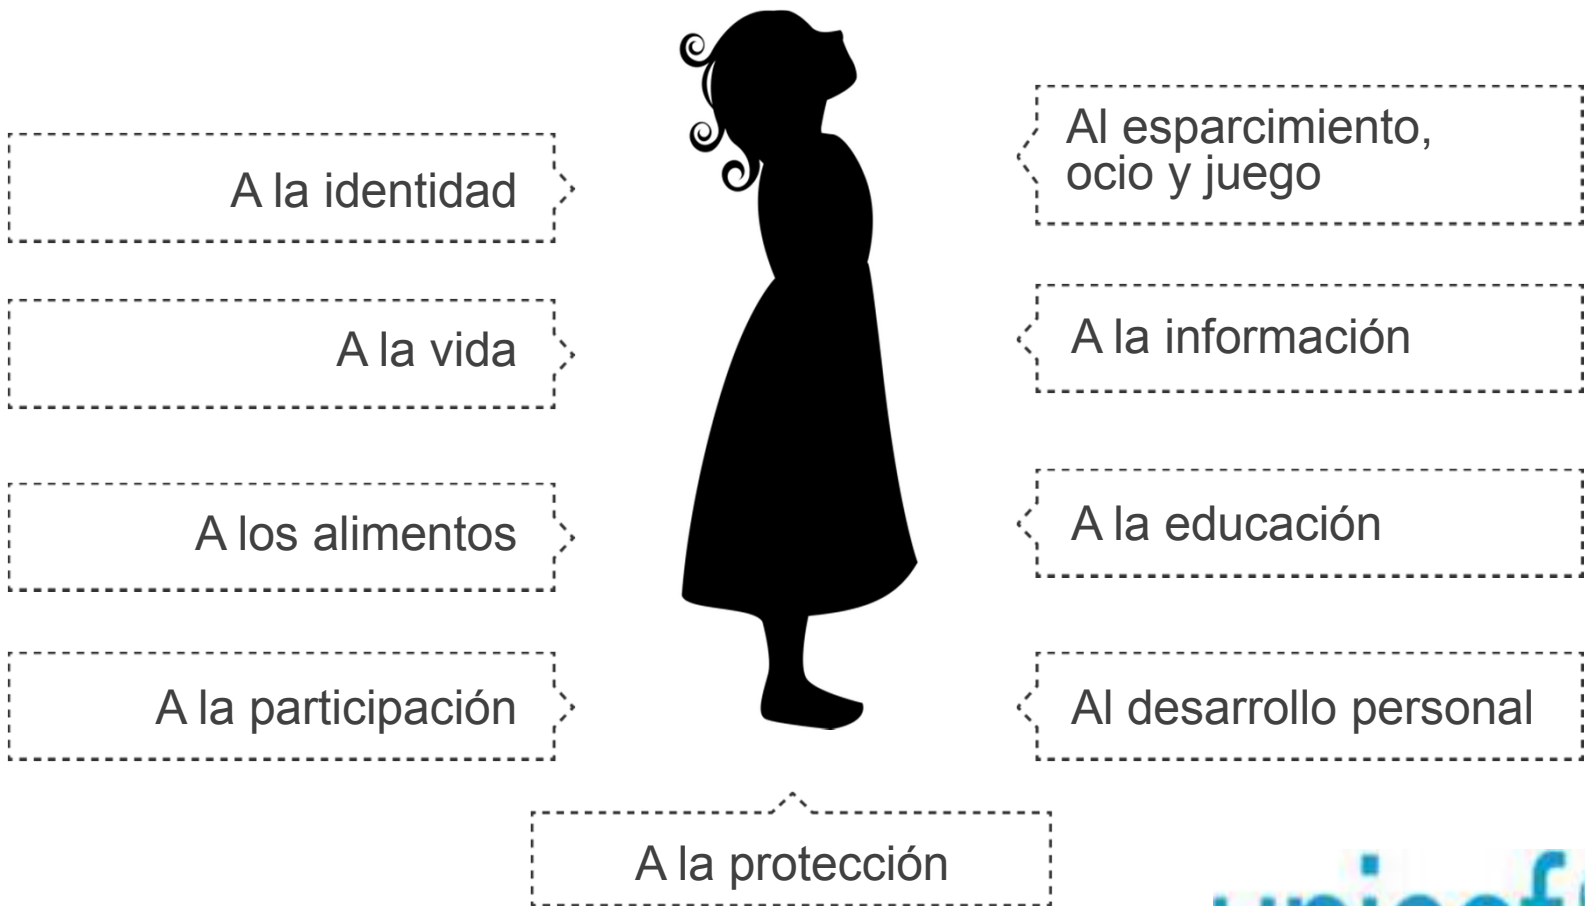 A la identidad
A la vida
A los alimentos
A la participación
Al esparcimiento,
ocio y juego
A la información
A la educación
Al desarrollo personal
A la protección
unicef